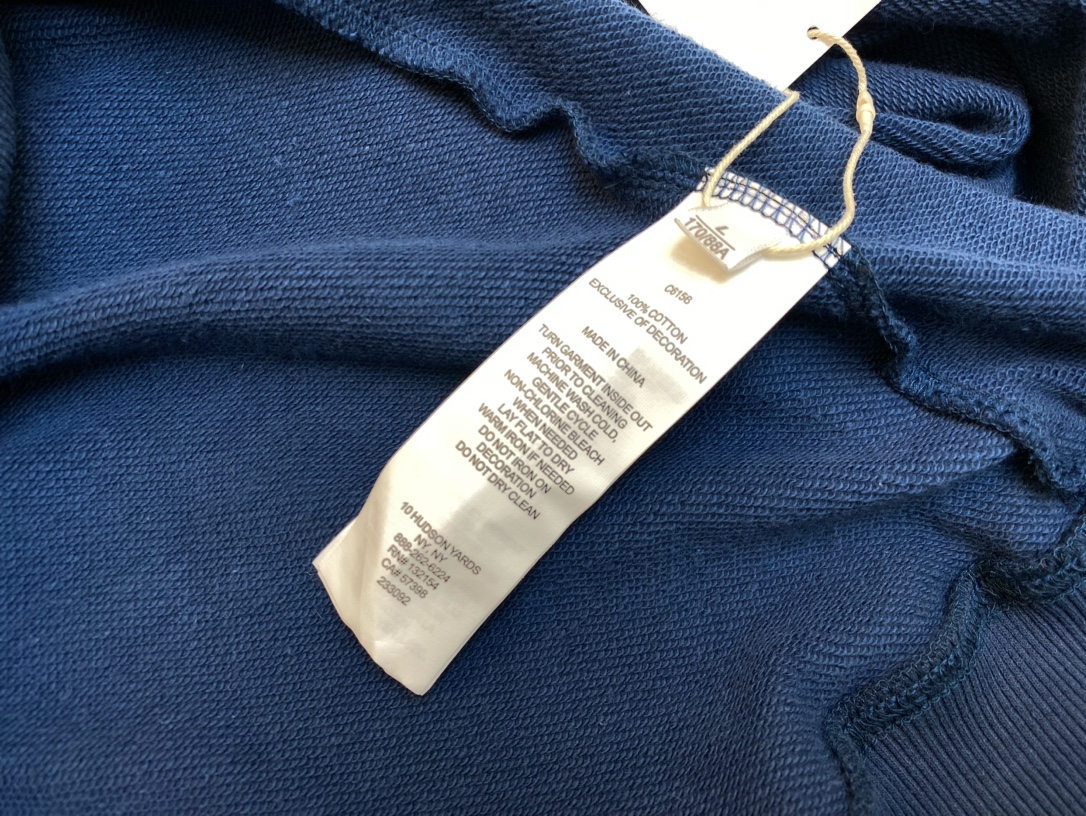 L
170/88A
C6156
100% COTTON
EXCLUSIVE OF DECORATION
MADE IN CHINA
TURN GARMENT INSIDE OUT
PRIOR TO CLEANING
MACHINE WASH COLD,
GENTLE CYCLE
NON-CHLORINE BLEACH
WHEN NEEDED
LAY FLAT TO DRY
WARM IRON IF NEEDED
DO NOT IRON ON
DECORATION
DO NOT DRY CLEAN
10 HUDSON YARDS
NY, NY
888-262-6224
RN# 132154
CA# 57398
233092